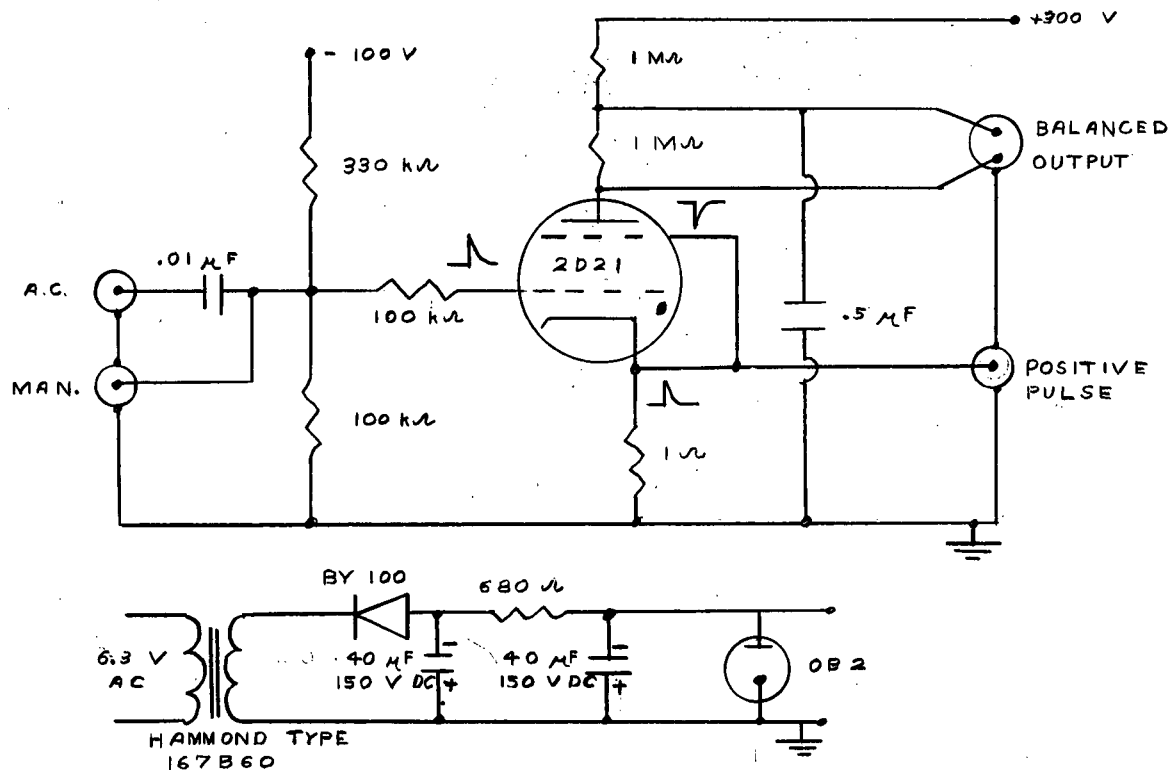 +300 V
- 100 V
1 MΩ
330 kΩ
1 MΩ
BALANCED
OUTPUT
.01 µF
2D21
A.C.
100 kΩ
.5 µF
MAN.
POSITIVE
PULSE
100 kΩ
1 Ω
BY 100
680 Ω
6.3 V
AC
40 µF
150 V DC
40 µF
150 V DC
OB2
HAMMOND TYPE
167B60